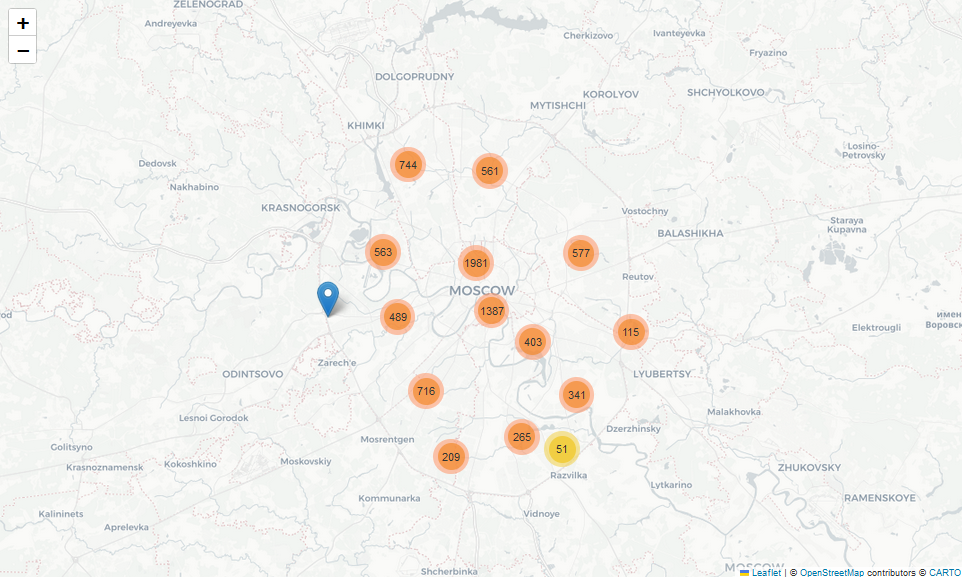 +
−
ZELENOGRAD
Andreyevka
Cherkizovo
Ivanteyevka
Fryazino
DOLGOPRUDNY
KOROLYOV
SHCHYOLKOVO
MYTISHCHI
KHIMKI
Losino-
Petrovsky
Dedovsk
744
561
Nakhabino
KRASNOGORSK
Vostochny
Staraya
Kupavna
BALASHIKHA
563
577
1981
Reutov
MOSCOW
1387
489
имен
Воровск
Elektrougli
115
403
Zarech'e
ODINTSOVO
LYUBERTSY
716
341
Malakhovka
Lesnoi Gorodok
Dzerzhinsky
Mosrentgen
265
51
Golitsyno
209
Krasnoznamensk
Kokoshkino
Moskovskiy
Razvilka
ZHUKOVSKY
Lytkarino
Kommunarka
RAMENSKOYE
Kalininets
Vidnoye
Aprelevka
Shcherbinka
MOSCOW
Leaflet | © OpenStreetMap contributors © CARTO